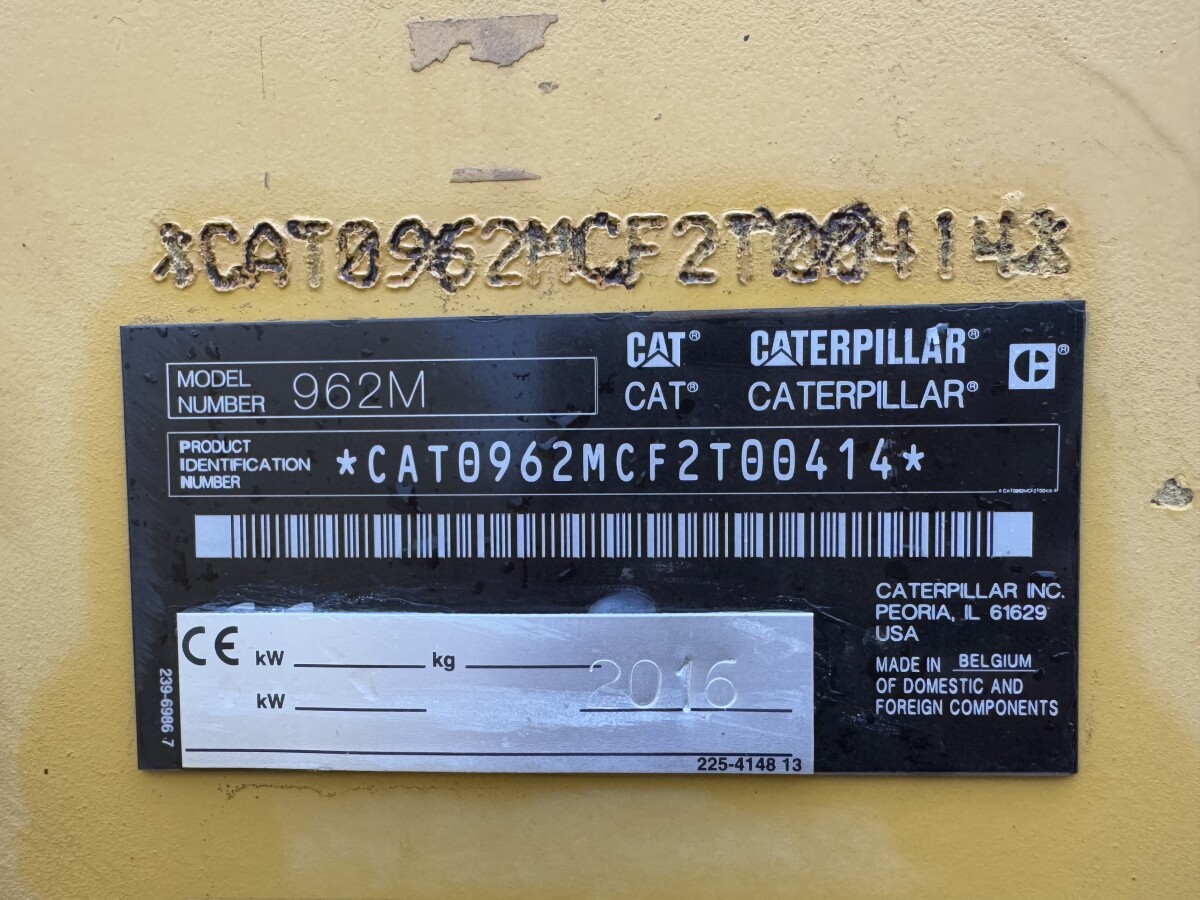 *CAT0962MCF2T00414*
MODEL NUMBER 962M
CAT® CATERPILLAR®
CAT® CATERPILLAR®
PRODUCT IDENTIFICATION NUMBER *CAT0962MCF2T00414*
*CAT0962MCF2T00414*
CATERPILLAR INC.
PEORIA, IL 61629
USA
MADE IN BELGIUM
OF DOMESTIC AND
FOREIGN COMPONENTS
239-6986 7
CE kW kg 2016
kW
225-4148 13